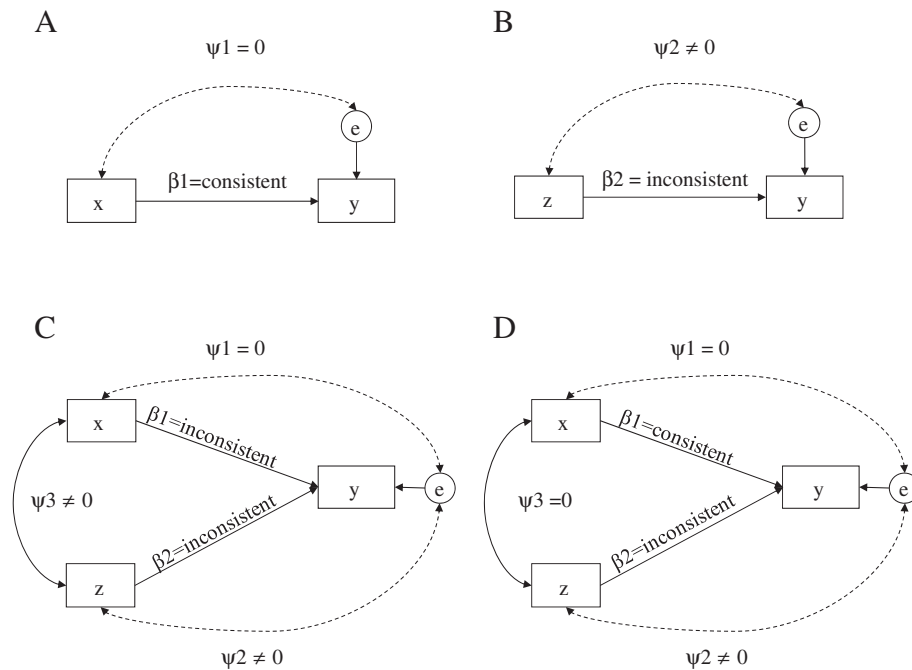 A
ψ1 = 0
e
β1=consistent
x
y
B
ψ2 ≠ 0
e
β2 = inconsistent
z
y
C
ψ1 = 0
x
β1=inconsistent
y
e
ψ3 ≠ 0
β2=inconsistent
z
ψ2 ≠ 0
D
ψ1 = 0
x
β1=consistent
y
e
ψ3 =0
β2=inconsistent
z
ψ2 ≠ 0